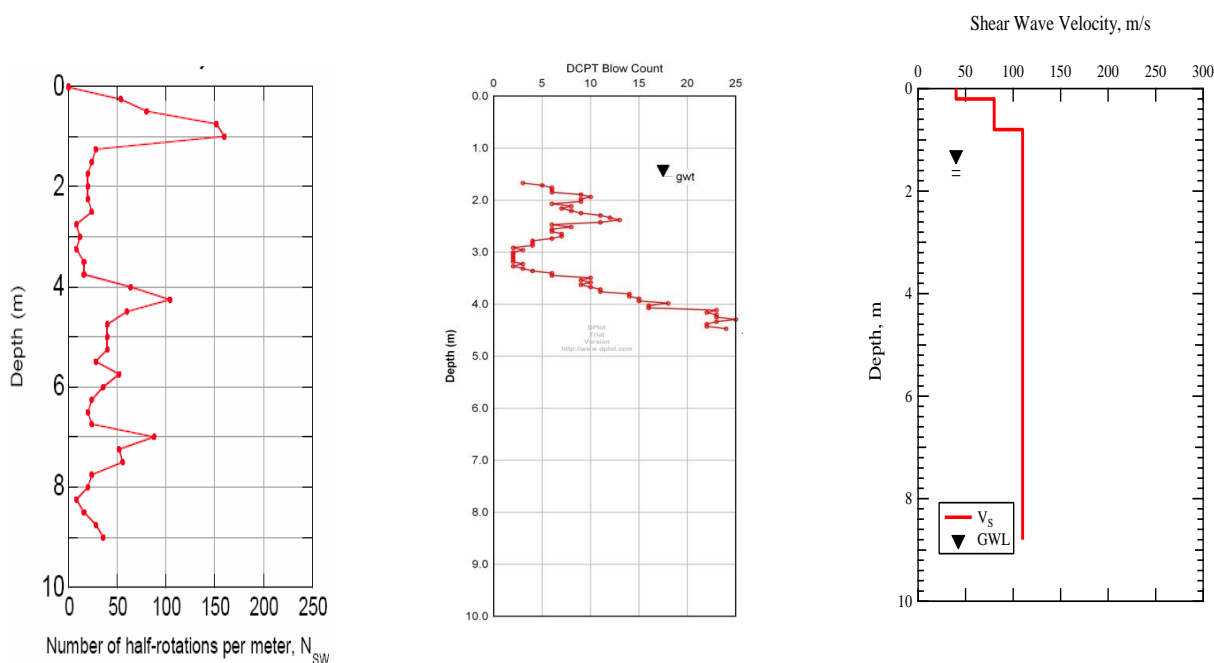 0
2
4
6
8
10
Depth (m)
0 50 100 150 200 250
Number of half-rotations per meter, N_SW
DCPT Blow Count
0 5 10 15 20 25
0.0
1.0
2.0
3.0
4.0
5.0
6.0
7.0
8.0
9.0
10.0
Depth (m)
gwt
DPlot
Trial
Version
http://www.dplot.com
Shear Wave Velocity, m/s
0 50 100 150 200 250 300
0
2
4
6
8
10
Depth, m
V_S
GWL